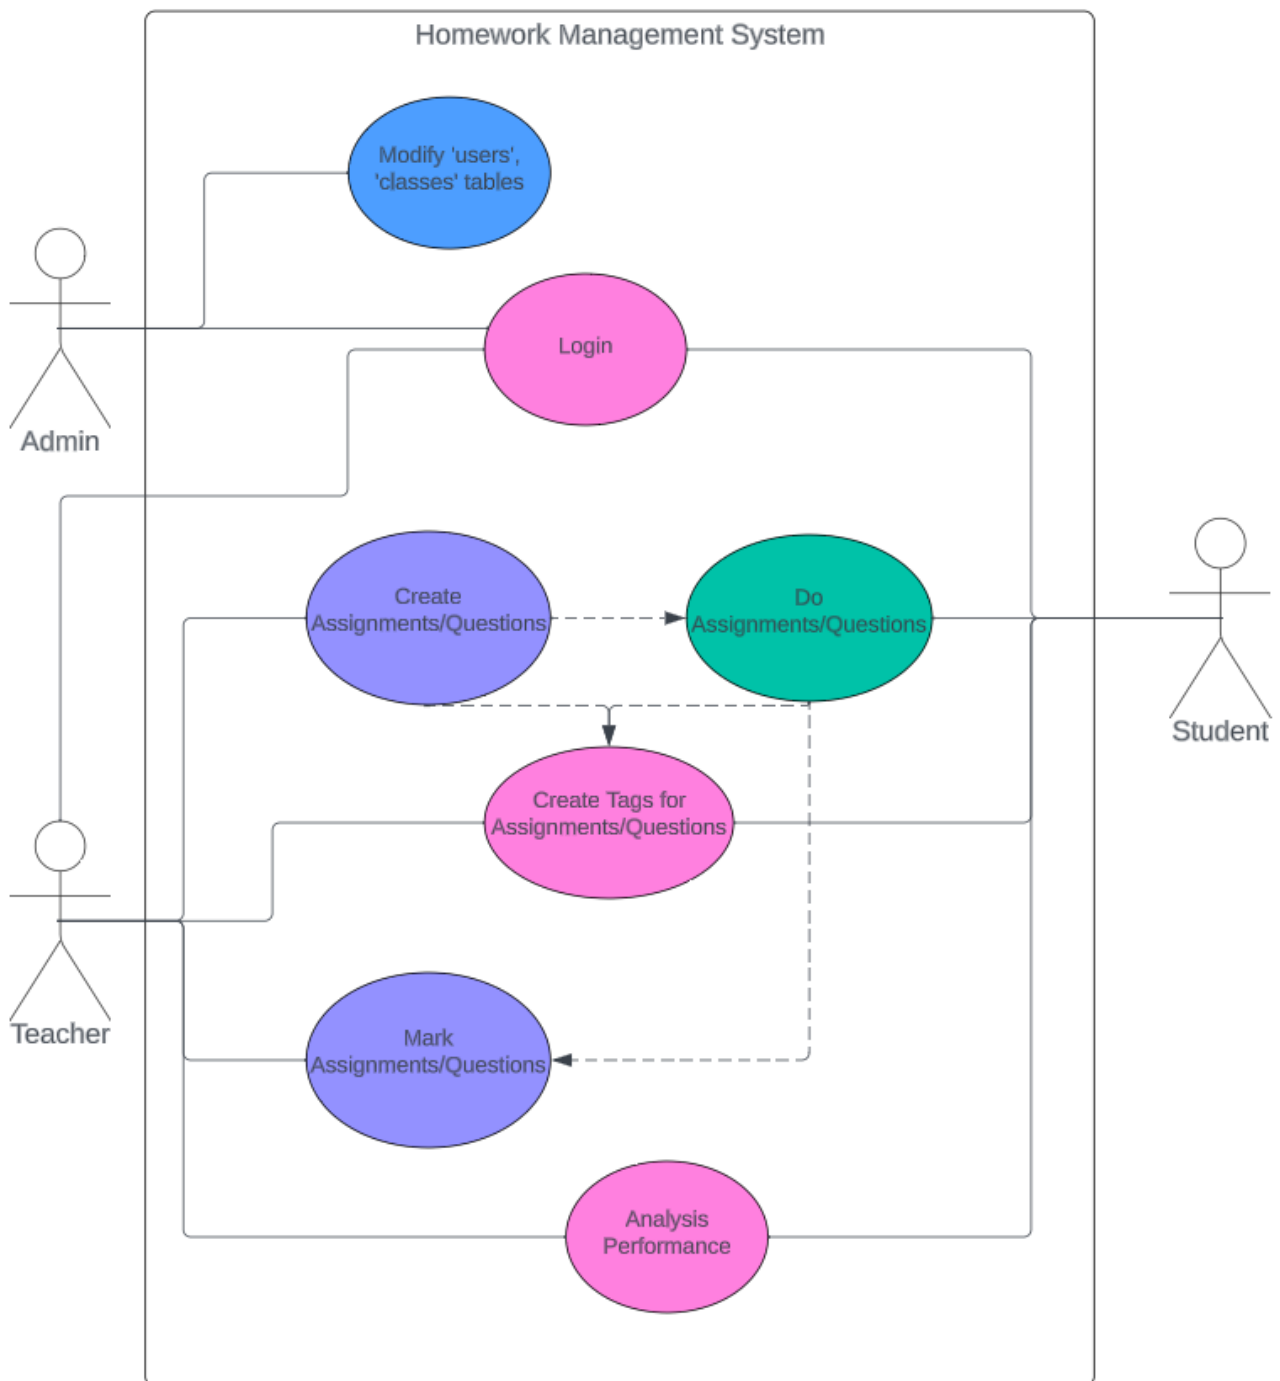 Homework Management System
Modify 'users',
'classes' tables
Login
Admin
Create
Assignments/Questions
Do
Assignments/Questions
Student
Create Tags for
Assignments/Questions
Teacher
Mark
Assignments/Questions
Analysis
Performance